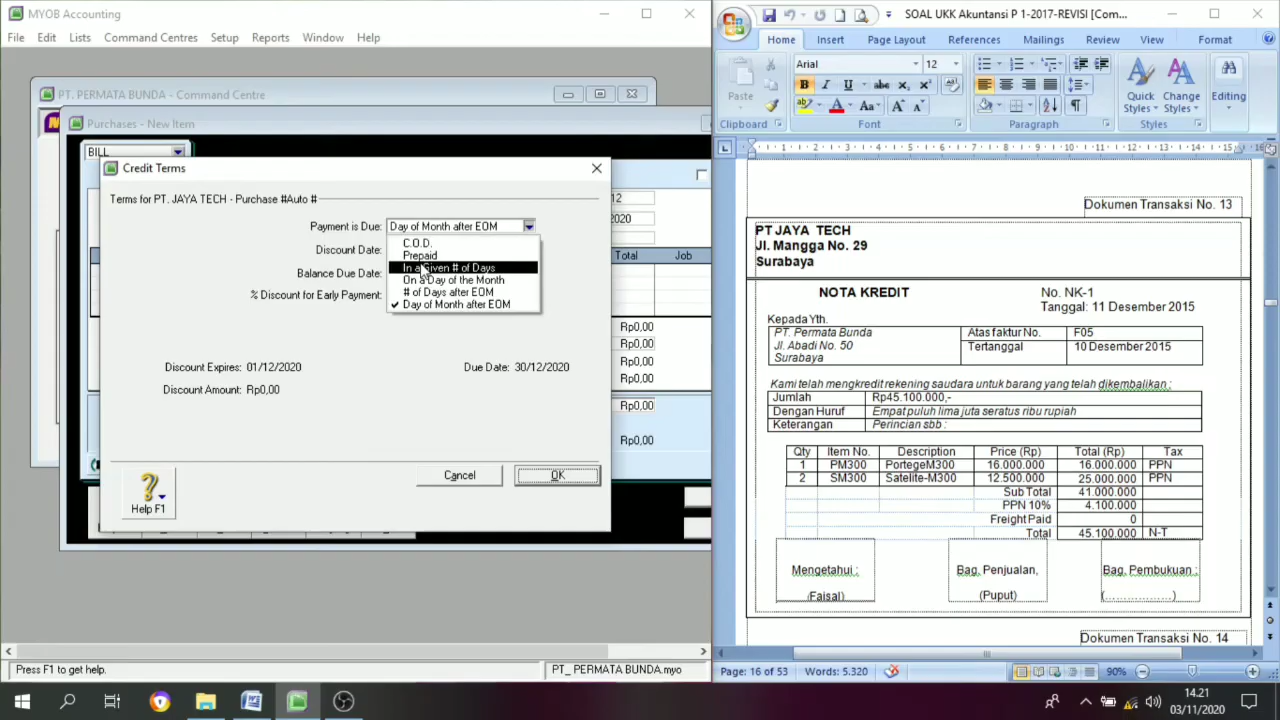 MYOB Accounting
File Edit Lists Command Centres Setup Reports Window Help
PT. PERMATA BUNDA - Command Centre
Purchases - New Item
BILL
Credit Terms
Terms for PT. JAYA TECH - Purchase #Auto #
Payment is Due: Day of Month after EOM
C.O.D.
Prepaid
In a Given # of Days
On a Day of the Month
# of Days after EOM
Day of Month after EOM
Discount Date:
Balance Due Date:
% Discount for Early Payment:
Discount Expires: 01/12/2020
Due Date: 30/12/2020
Discount Amount: Rp0,00
Cancel
OK
Help F1
12
2020
Total Job
Rp0,00
Rp0,00
Rp0,00
Rp0,00
Rp0,00
Rp0,00
Press F1 to get help.
PT_ PERMATA BUNDA.myo
SOAL UKK Akuntansi P 1-2017-REVISI [Com...
Home Insert Page Layout References Mailings Review View Format
Paste
Clipboard
Arial 12
Font
Paragraph
Quick Styles
Change Styles
Styles
Editing
Dokumen Transaksi No. 13
PT JAYA TECH
Jl. Mangga No. 29
Surabaya
NOTA KREDIT
No. NK-1
Tanggal: 11 Desember 2015
Kepada Yth.
PT. Permata Bunda
Jl. Abadi No. 50
Surabaya
Atas faktur No. F05
Tertanggal 10 Desember 2015
Kami telah mengkredit rekening saudara untuk barang yang telah dikembalikan :
Jumlah Rp45.100.000,-
Dengan Huruf Empat puluh lima juta seratus ribu rupiah
Keterangan Perincian sbb :
Qty Item No. Description Price (Rp) Total (Rp) Tax
1 PM300 PortegeM300 16.000.000 16.000.000 PPN
2 SM300 Satelite-M300 12.500.000 25.000.000 PPN
Sub Total 41.000.000
PPN 10% 4.100.000
Freight Paid 0
Total 45.100.000 N-T
Mengetahui :
(Faisal)
Bag, Penjualan,
(Puput)
Bag, Pembukuan :
(................)
Dokumen Transaksi No. 14
Page: 16 of 53 Words: 5.320 90%
14.21
03/11/2020